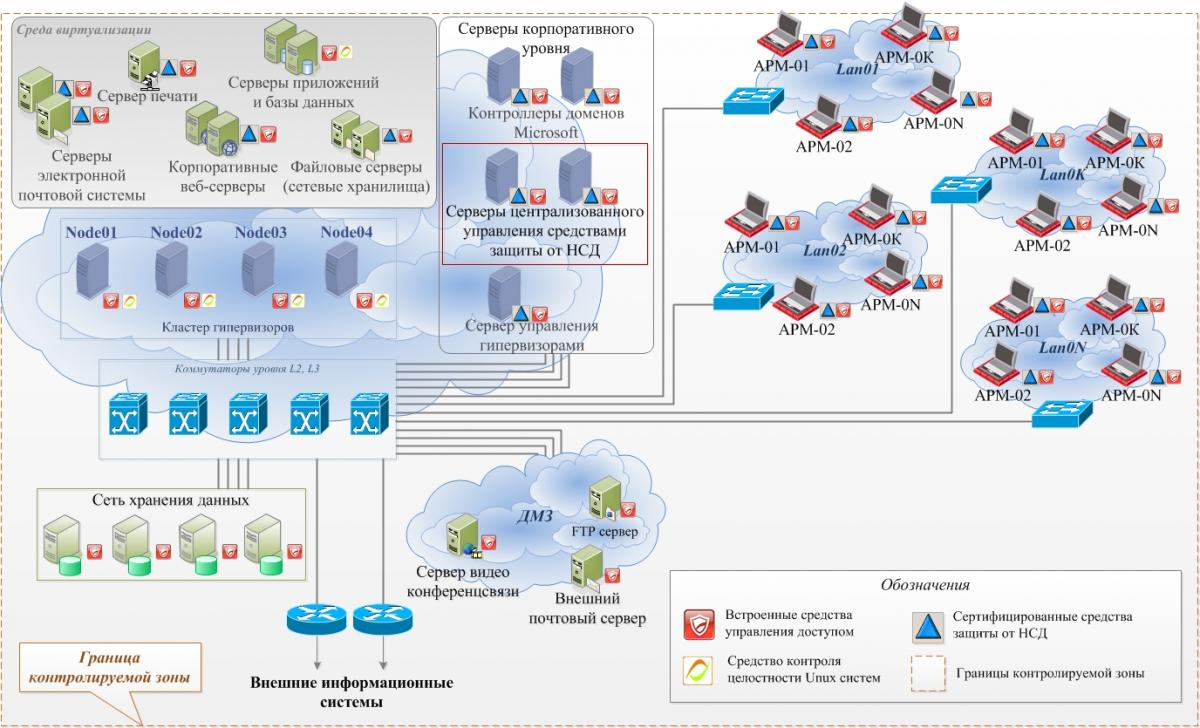 Среда виртуализации
Сервер печати
Серверы приложений
и базы данных
Серверы
электронной
почтовой системы
Корпоративные
веб-серверы
Файловые серверы
(сетевые хранилища)
Серверы корпоративного
уровня
Контроллеры доменов
Microsoft
Серверы централизованного
управления средствами
защиты от НСД
Сервер управления
гипервизорами
Node01
Node02
Node03
Node04
Кластер гипервизоров
Коммутаторы уровня L2, L3
Сеть хранения данных
ДМЗ
FTP сервер
Сервер видео
конференцсвязи
Внешний
почтовый сервер
Внешние информационные
системы
Граница
контролируемой зоны
АРМ-01
АРМ-0К
Lan01
АРМ-02
АРМ-0N
АРМ-01
АРМ-0К
Lan0K
АРМ-02
АРМ-0N
АРМ-01
АРМ-0К
Lan02
АРМ-02
АРМ-0N
АРМ-01
АРМ-0К
Lan0N
АРМ-02
АРМ-0N
Обозначения
Встроенные средства
управления доступом
Сертифицированные средства
защиты от НСД
Средство контроля
целостности Unux систем
Границы контролируемой зоны